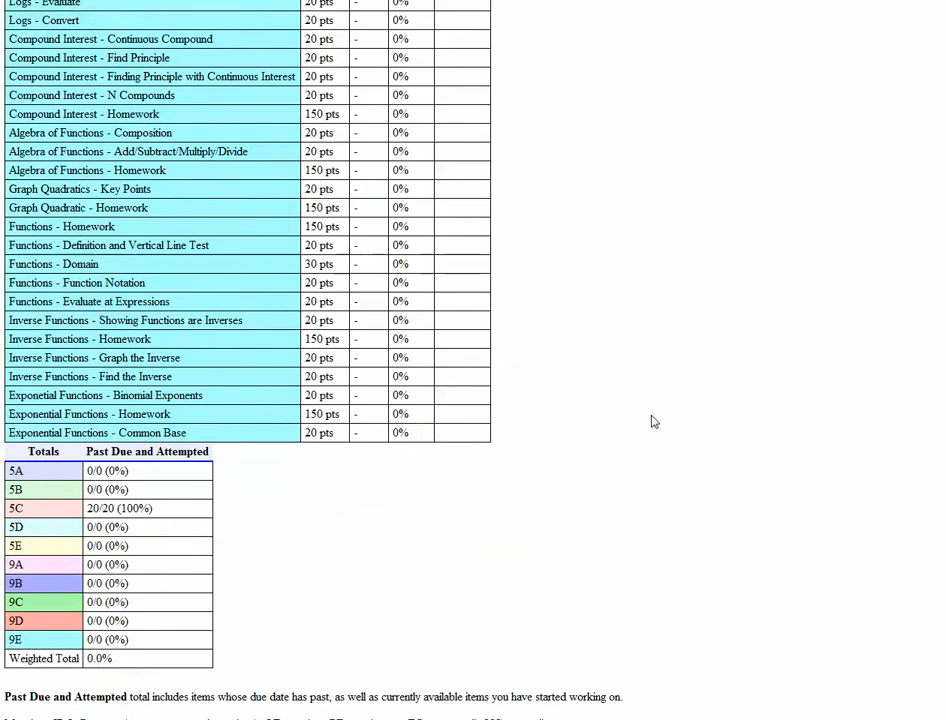 Logs - Evaluate 20 pts - 0%
Logs - Convert 20 pts - 0%
Compound Interest - Continuous Compound 20 pts - 0%
Compound Interest - Find Principle 20 pts - 0%
Compound Interest - Finding Principle with Continuous Interest 20 pts - 0%
Compound Interest - N Compounds 20 pts - 0%
Compound Interest - Homework 150 pts - 0%
Algebra of Functions - Composition 20 pts - 0%
Algebra of Functions - Add/Subtract/Multiply/Divide 20 pts - 0%
Algebra of Functions - Homework 150 pts - 0%
Graph Quadratics - Key Points 20 pts - 0%
Graph Quadratic - Homework 150 pts - 0%
Functions - Homework 150 pts - 0%
Functions - Definition and Vertical Line Test 20 pts - 0%
Functions - Domain 30 pts - 0%
Functions - Function Notation 20 pts - 0%
Functions - Evaluate at Expressions 20 pts - 0%
Inverse Functions - Showing Functions are Inverses 20 pts - 0%
Inverse Functions - Homework 150 pts - 0%
Inverse Functions - Graph the Inverse 20 pts - 0%
Inverse Functions - Find the Inverse 20 pts - 0%
Exponetial Functions - Binomial Exponents 20 pts - 0%
Exponential Functions - Homework 150 pts - 0%
Exponential Functions - Common Base 20 pts - 0%
Totals Past Due and Attempted
5A 0/0 (0%)
5B 0/0 (0%)
5C 20/20 (100%)
5D 0/0 (0%)
5E 0/0 (0%)
9A 0/0 (0%)
9B 0/0 (0%)
9C 0/0 (0%)
9D 0/0 (0%)
9E 0/0 (0%)
Weighted Total 0.0%
Past Due and Attempted total includes items whose due date has past, as well as currently available items you have started working on.